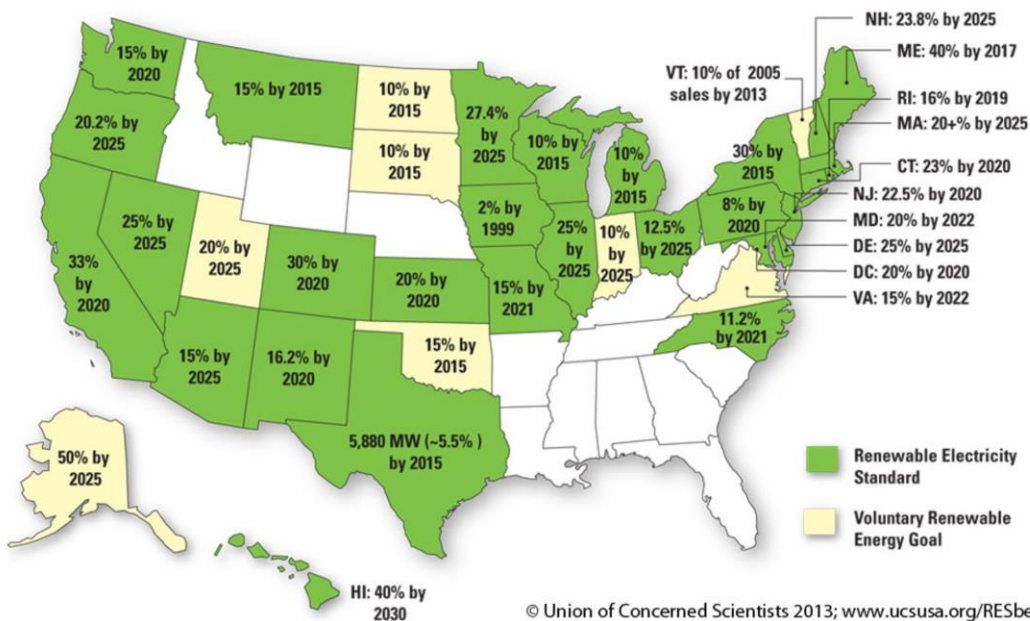 15% by
2020
20.2% by
2025
15% by 2015
10% by
2015
10% by
2015
27.4%
by
2025
10% by
2015
10%
by
2015
2% by
1999
25%
by
2025
10%
by
2025
12.5%
by 2025
30% by
2015
8% by
2020
33%
by
2020
25%
by
2025
20% by
2025
30% by
2020
20% by
2020
15%
by 2021
15% by
2025
16.2% by
2020
15% by
2015
11.2%
by 2021
5,880 MW (~5.5% )
by 2015
50% by
2025
HI: 40% by
2030
VT: 10% of 2005
sales by 2013
NH: 23.8% by 2025
ME: 40% by 2017
RI: 16% by 2019
MA: 20+% by 2025
CT: 23% by 2020
NJ: 22.5% by 2020
MD: 20% by 2022
DE: 25% by 2025
DC: 20% by 2020
VA: 15% by 2022
Renewable Electricity
Standard
Voluntary Renewable
Energy Goal
© Union of Concerned Scientists 2013; www.ucsusa.org/RESbe